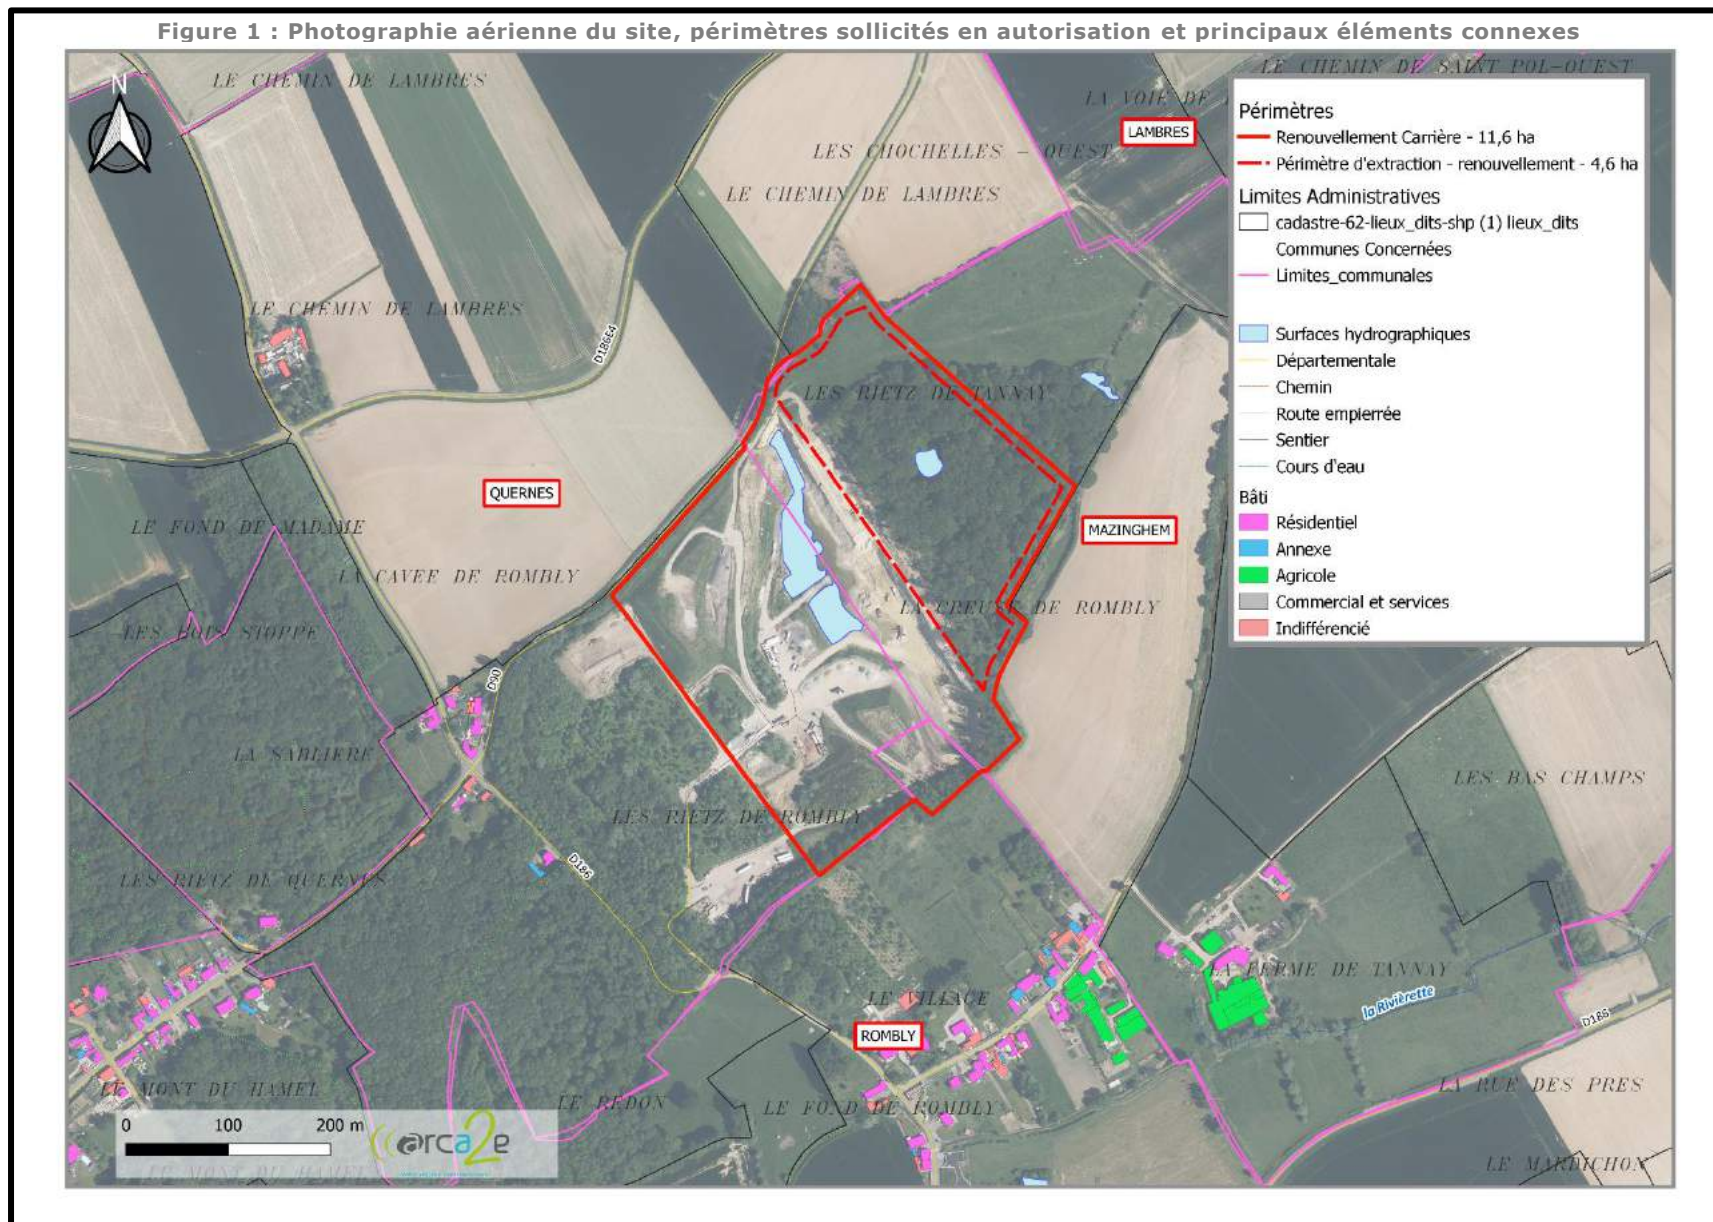 Figure 1 : Photographie aérienne du site, périmètres sollicités en autorisation et principaux éléments connexes
N
LE CHEMIN DE LAMBRES
LE CHEMIN DE SAINT POL-OUEST
LA VOIE DE
LAMBRES
LES CHOCHELLES - OUEST
LE CHEMIN DE LAMBRES
LE CHEMIN DE LAMBRES
D186E4
LES RIETZ DE TANNAY
QUERNES
MAZINGHEM
LE FOND DE MADAME
LA CAVEE DE ROMBLY
LA CREUSE DE ROMBLY
LES BOIS STOPPE
D90
LA SABLIERE
LES BAS CHAMPS
LES RIETZ DE ROMBLY
D186
LES RIETZ DE QUERNES
LA FERME DE TANNAY
LE VILLAGE
la Rivièrette
D186
ROMBLY
LE MONT DU HAMEL
LE REDON
LE FOND DE ROMBLY
LA RUE DES PRES
LE MONT DU HAMEL
LE MARDICHON
Périmètres
Renouvellement Carrière - 11,6 ha
Périmètre d'extraction - renouvellement - 4,6 ha
Limites Administratives
cadastre-62-lieux_dits-shp (1) lieux_dits
Communes Concernées
Limites_communales
Surfaces hydrographiques
Départementale
Chemin
Route empierrée
Sentier
Cours d'eau
Bâti
Résidentiel
Annexe
Agricole
Commercial et services
Indifférencié
0 100 200 m
arca2e